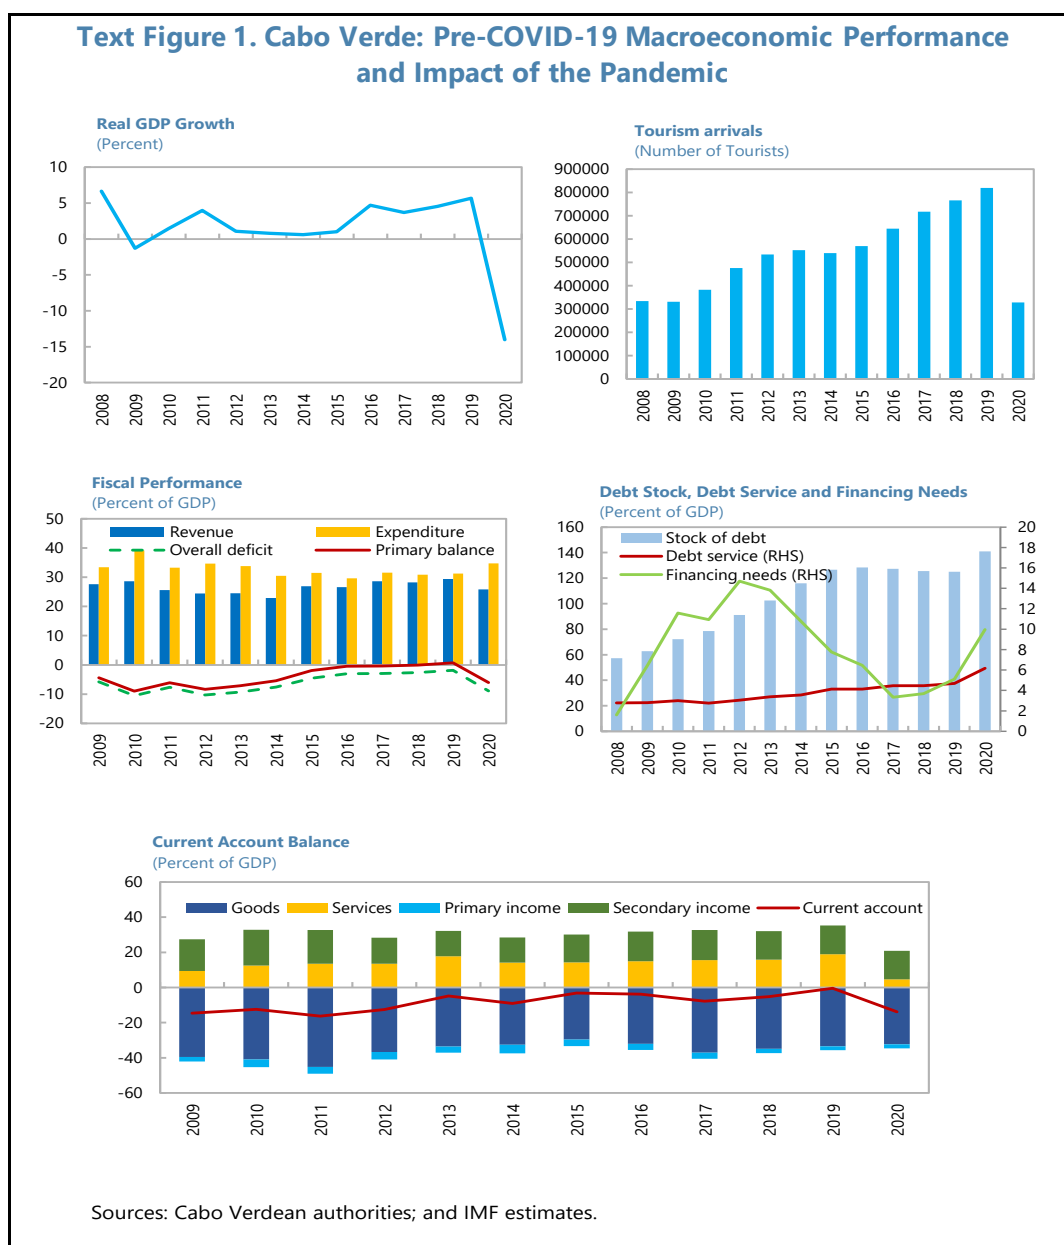 Text Figure 1. Cabo Verde: Pre-COVID-19 Macroeconomic Performance
and Impact of the Pandemic
Real GDP Growth
(Percent)
10
5
0
-5
-10
-15
-20
2008 2009 2010 2011 2012 2013 2014 2015 2016 2017 2018 2019 2020
Tourism arrivals
(Number of Tourists)
900000
800000
700000
600000
500000
400000
300000
200000
100000
0
2008 2009 2010 2011 2012 2013 2014 2015 2016 2017 2018 2019 2020
Fiscal Performance
(Percent of GDP)
50
40
30
20
10
0
-10
-20
Revenue Expenditure
Overall deficit Primary balance
2009 2010 2011 2012 2013 2014 2015 2016 2017 2018 2019 2020
Debt Stock, Debt Service and Financing Needs
(Percent of GDP)
160
140
120
100
80
60
40
20
0
Stock of debt
Debt service (RHS)
Financing needs (RHS)
20
18
16
14
12
10
8
6
4
2
0
2008 2009 2010 2011 2012 2013 2014 2015 2016 2017 2018 2019 2020
Current Account Balance
(Percent of GDP)
60
40
20
0
-20
-40
-60
Goods Services Primary income Secondary income Current account
2009 2010 2011 2012 2013 2014 2015 2016 2017 2018 2019 2020
Sources: Cabo Verdean authorities; and IMF estimates.